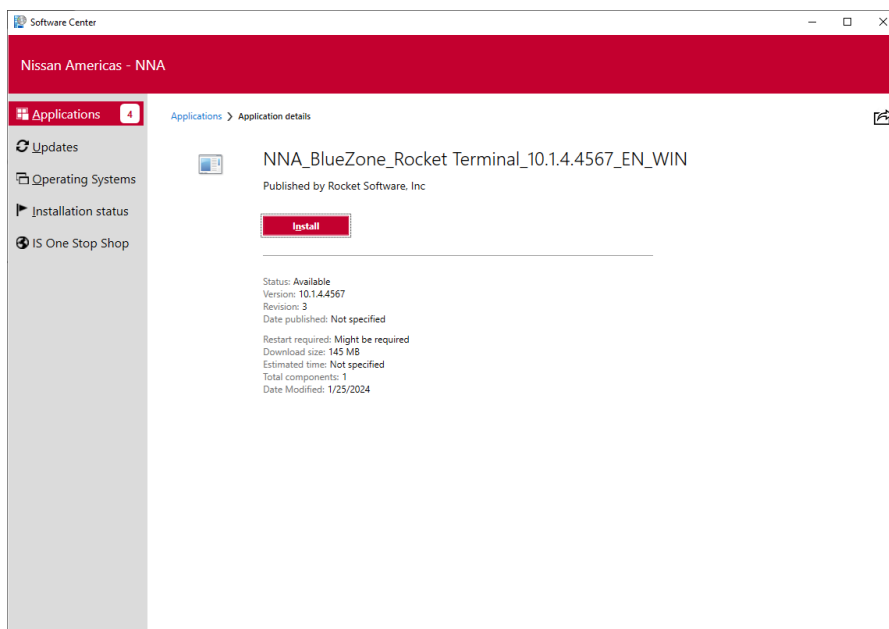 Software Center
Nissan Americas - NNA
Applications 4
Updates
Operating Systems
Installation status
IS One Stop Shop
Applications > Application details
NNA_BlueZone_Rocket Terminal_10.1.4.4567_EN_WIN
Published by Rocket Software, Inc
Install
Status: Available
Version: 10.1.4.4567
Revision: 3
Date published: Not specified
Restart required: Might be required
Download size: 145 MB
Estimated time: Not specified
Total components: 1
Date Modified: 1/25/2024